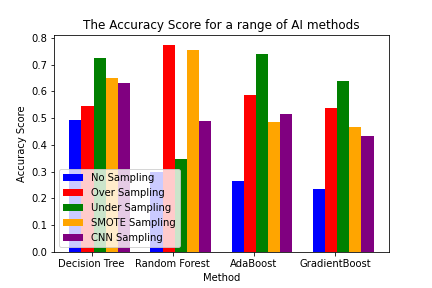 The Accuracy Score for a range of AI methods
Accuracy Score
0.8
0.7
0.6
0.5
0.4
0.3
0.2
0.1
0.0
No Sampling
Over Sampling
Under Sampling
SMOTE Sampling
CNN Sampling
Decision Tree Random Forest AdaBoost GradientBoost
Method